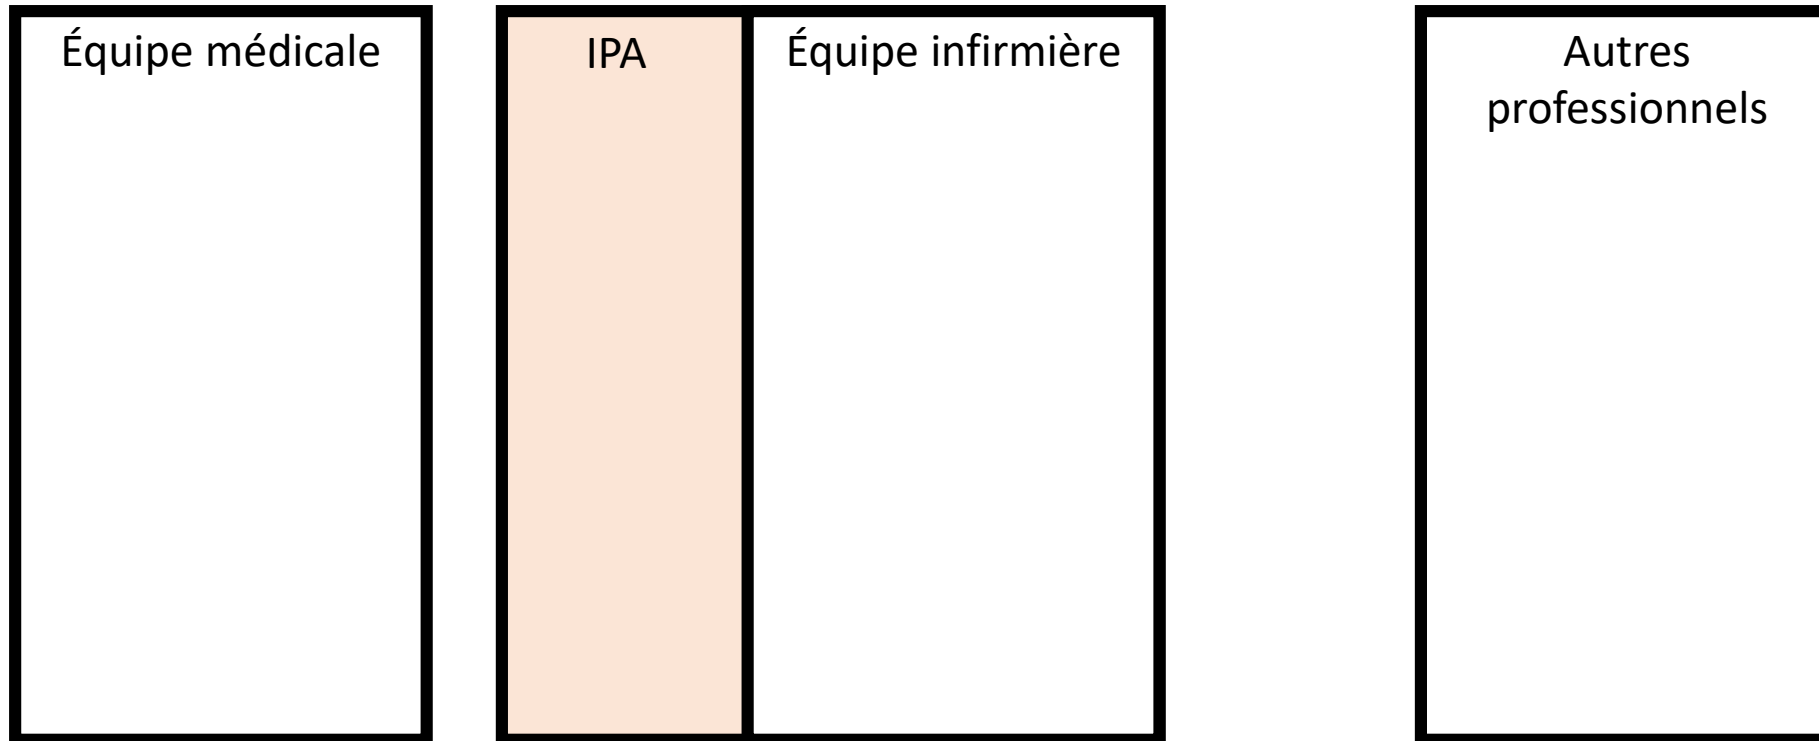 Équipe médicale
IPA
Équipe infirmière
Autres
professionnels